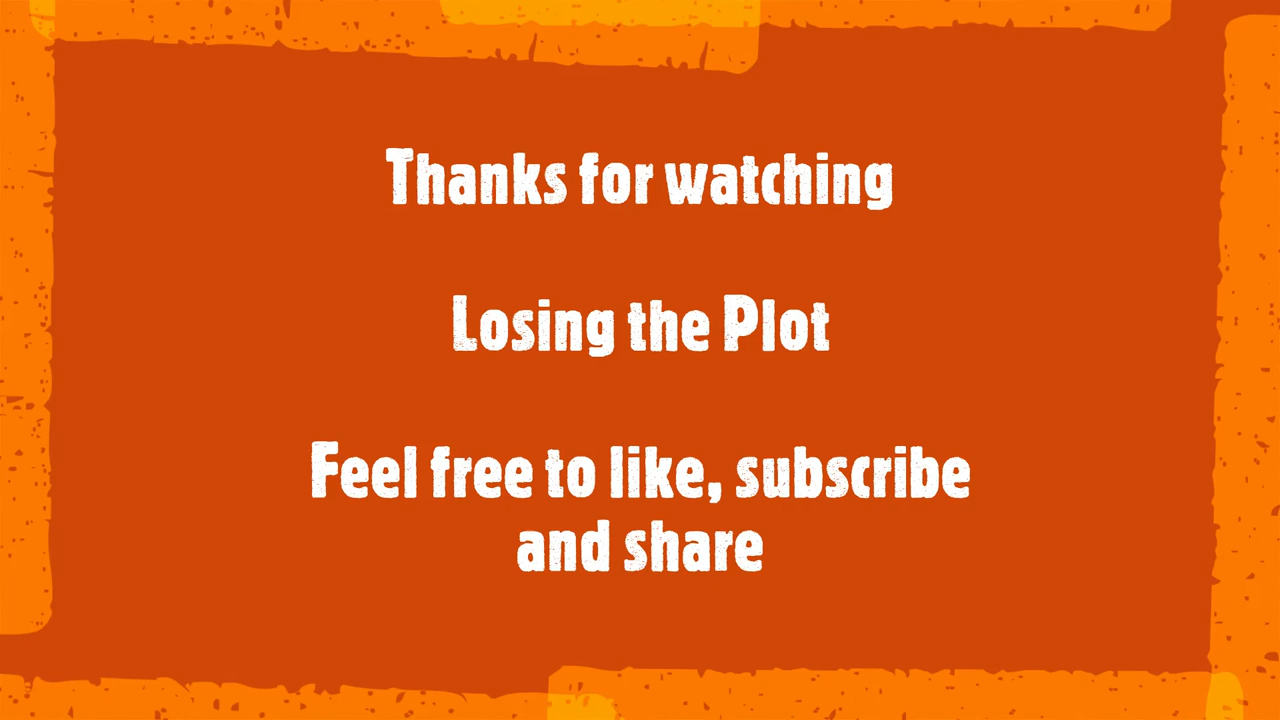 Thanks for watching
Losing the Plot
Feel free to like, subscribe
and share